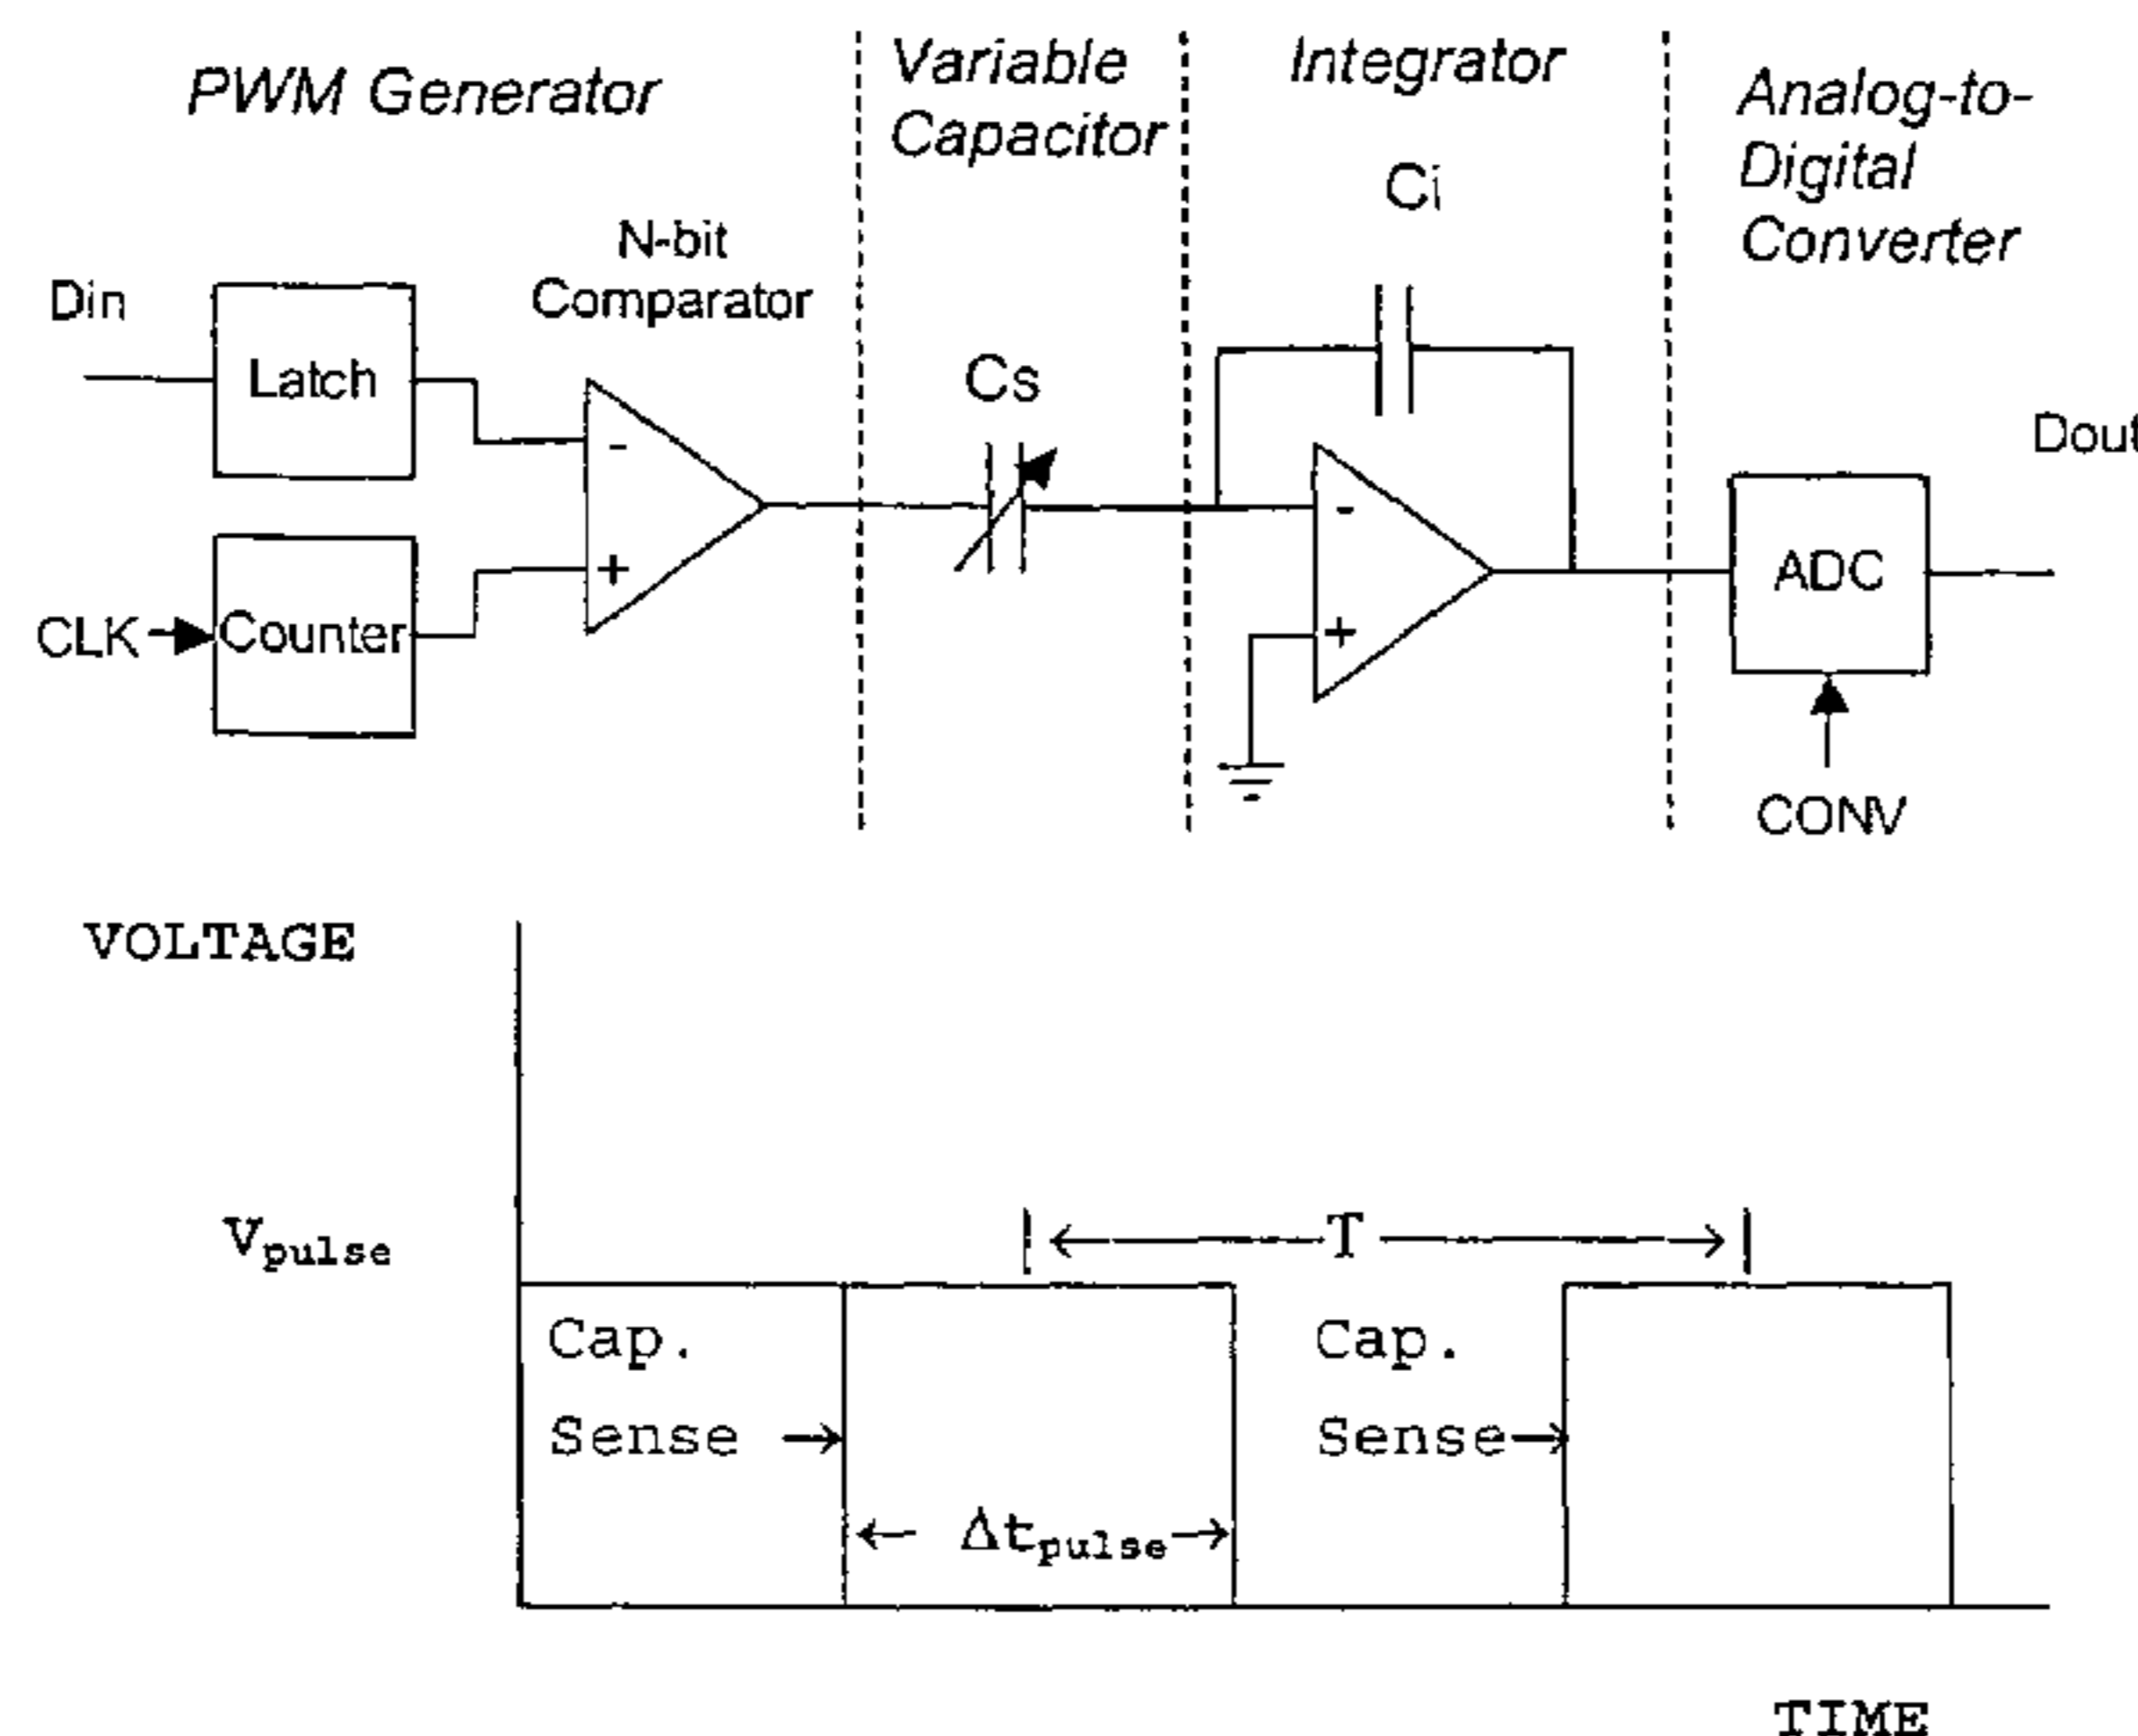 PWM Generator
Variable
Capacitor
Integrator
Analog-to-
Digital
Converter
Ci
N-bit
Comparator
Din
Latch
-
+
CLK
Counter
Cs
-
+
ADC
Dout
CONV
VOLTAGE
Vpulse
T
Cap.
Sense
Cap.
Sense
Δtpulse
TIME